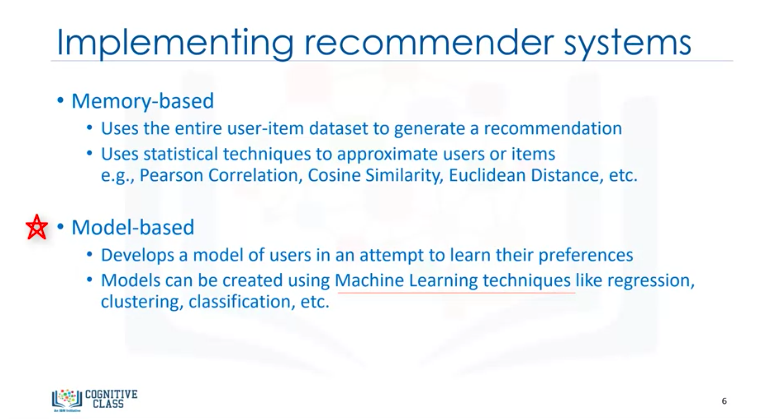 Implementing recommender systems
• Memory-based
• Uses the entire user-item dataset to generate a recommendation
• Uses statistical techniques to approximate users or items
e.g., Pearson Correlation, Cosine Similarity, Euclidean Distance, etc.
• Model-based
• Develops a model of users in an attempt to learn their preferences
• Models can be created using Machine Learning techniques like regression,
clustering, classification, etc.
COGNITIVE
CLASS
An IBM Initiative
6